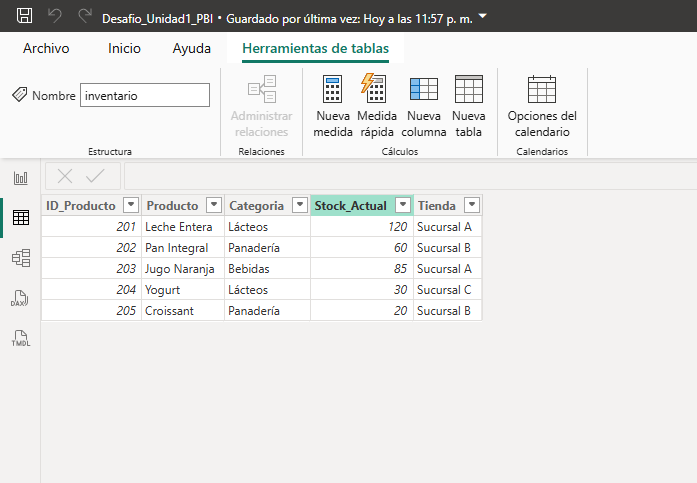 Desafio_Unidad1_PBI • Guardado por última vez: Hoy a las 11:57 p. m.
Archivo Inicio Ayuda Herramientas de tablas
Nombre inventario
Estructura
Administrar relaciones
Relaciones
Nueva medida
Medida rápida
Nueva columna
Nueva tabla
Cálculos
Opciones del calendario
Calendarios
ID_Producto Producto Categoria Stock_Actual Tienda
201 Leche Entera Lácteos 120 Sucursal A
202 Pan Integral Panadería 60 Sucursal B
203 Jugo Naranja Bebidas 85 Sucursal A
204 Yogurt Lácteos 30 Sucursal C
205 Croissant Panadería 20 Sucursal B
DAX
TMDL